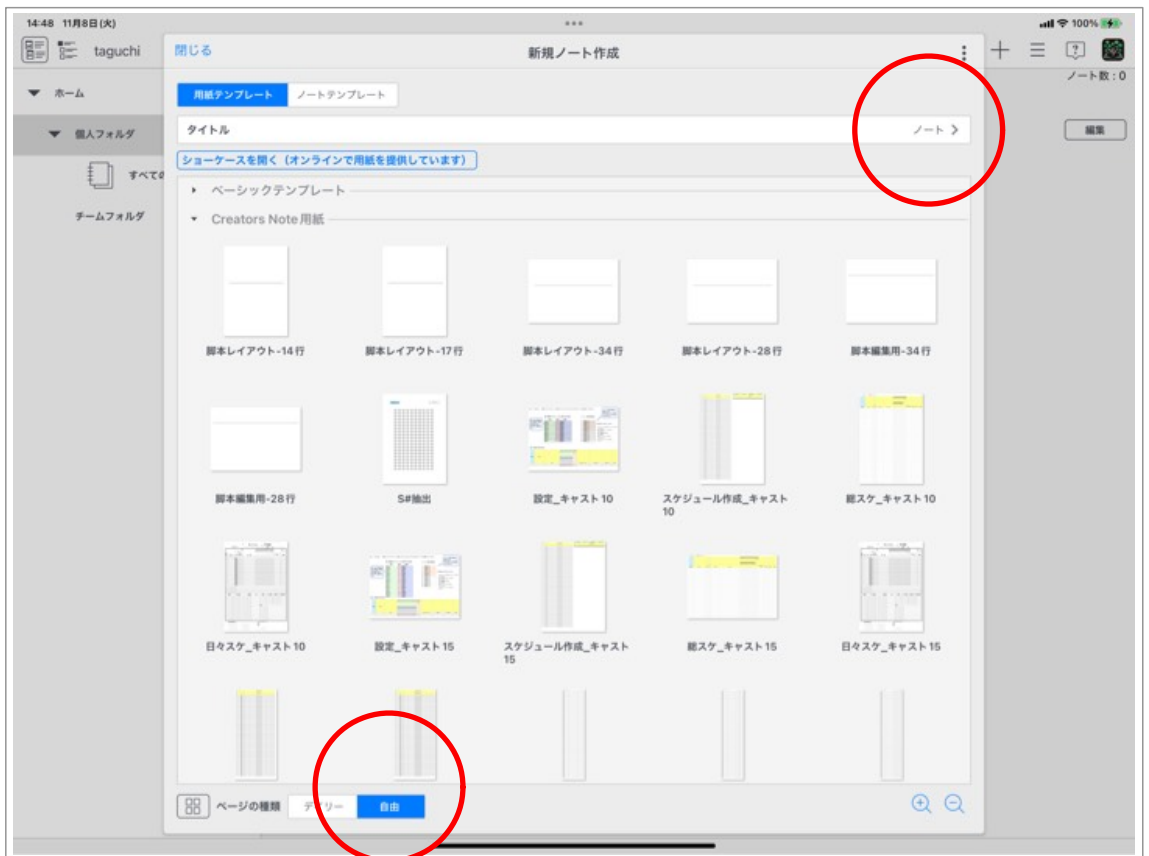 14:48 11月8日(火)
100%
taguchi
閉じる
新規ノート作成
ノート数:0
ホーム
用紙テンプレート ノートテンプレート
個人フォルダ
タイトル
ノート
編集
ショーケースを開く(オンラインで用紙を提供しています)
すべての
ベーシックテンプレート
チームフォルダ
Creators Note用紙
脚本レイアウト-14行
脚本レイアウト-17行
脚本レイアウト-34行
脚本レイアウト-28行
脚本編集用-34行
脚本編集用-28行
S#抽出
設定_キャスト10
スケジュール作成_キャスト
10
総スケ_キャスト10
日々スケ_キャスト10
設定_キャスト15
スケジュール作成_キャスト
15
総スケ_キャスト15
日々スケ_キャスト15
ページの種類 デイリー 自由